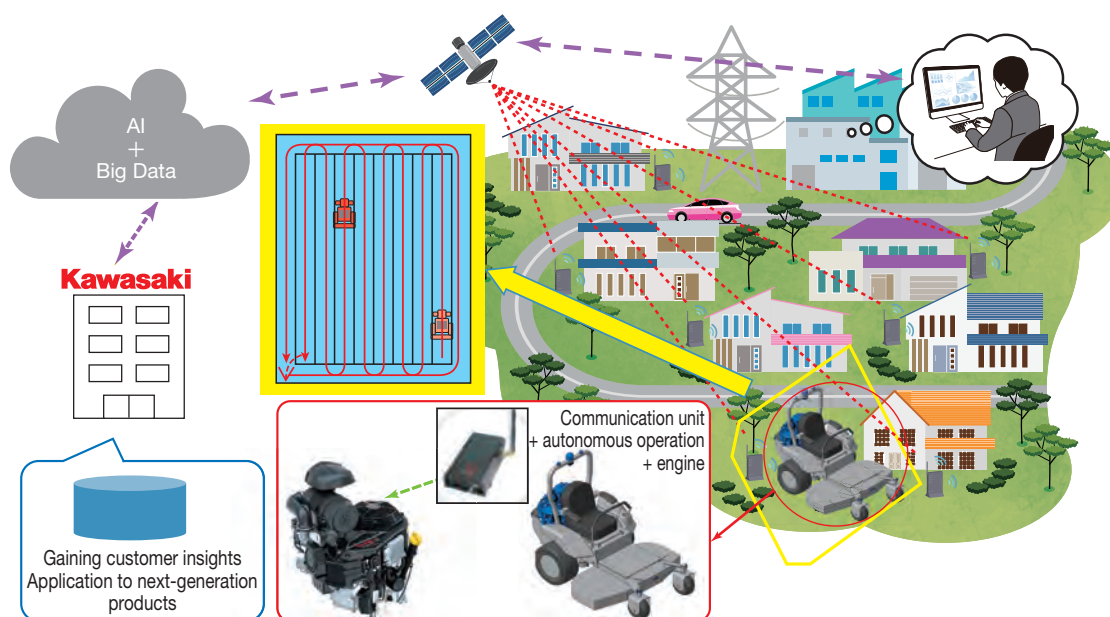 AI
+
Big Data
Kawasaki
Communication unit
+ autonomous operation
+ engine
Gaining customer insights
Application to next-generation
products